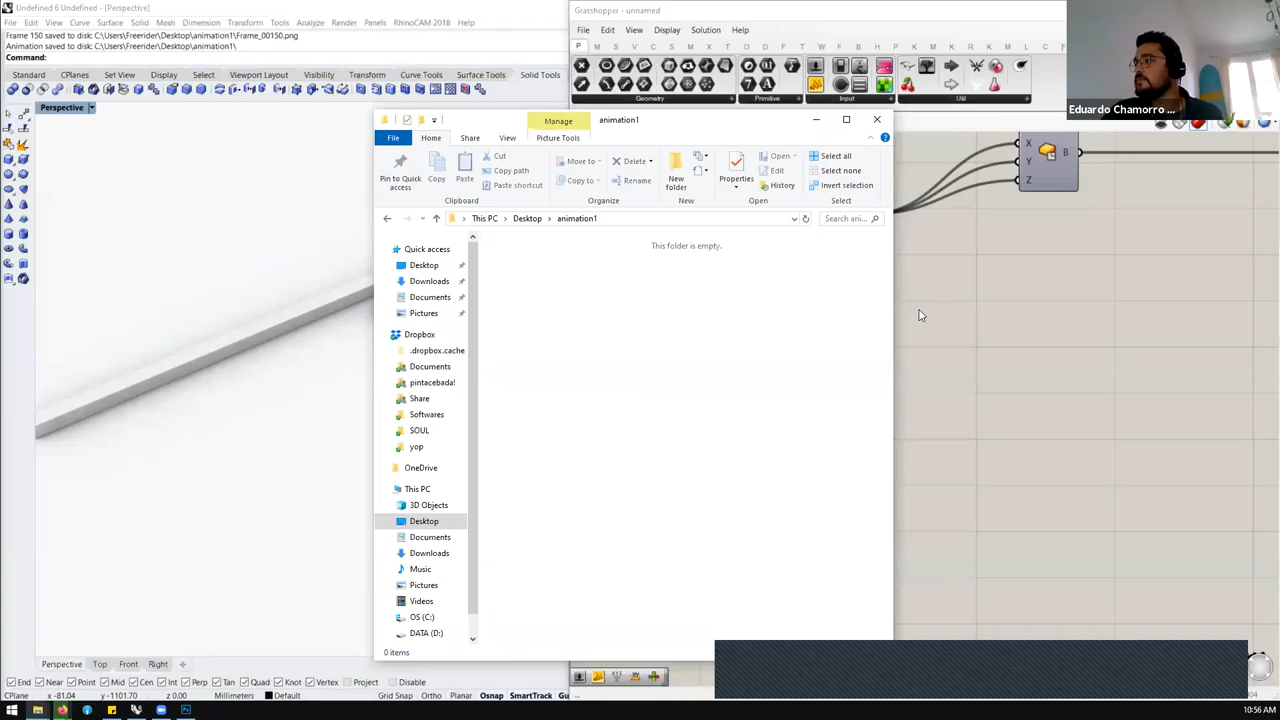 Undefined 6 Undefined - [Perspective]
File Edit View Curve Surface Solid Mesh Dimension Transform Tools Analyze Render Panels RhinoCAM 2018 Help
Frame 150 saved to disk: C:\Users\Freerider\Desktop\animation1\Frame_00150.png
Animation saved to disk: C:\Users\Freerider\Desktop\animation1\
Command:
Standard CPlanes Set View Display Select Viewport Layout Visibility Transform Curve Tools Surface Tools Solid Tools
Perspective
Grasshopper - unnamed
File Edit View Display Solution Help
P M S V C S M X T D W F A B H P K M K D M T X L C
Geometry
Primitive
Input
Util
Eduardo Chamorro ...
X
Y
Z
B
Manage
animation1
File Home Share View Picture Tools
Pin to Quick access
Copy
Paste
Cut
Copy path
Paste shortcut
Clipboard
Move to
Copy to
Delete
Rename
Organize
New folder
New
Properties
Open
Edit
History
Open
Select all
Select none
Invert selection
Select
This PC Desktop animation1
Search ani...
This folder is empty.
Quick access
Desktop
Downloads
Documents
Pictures
Dropbox
.dropbox.cache
Documents
pintacebada!
Share
Softwares
SOUL
yop
OneDrive
This PC
3D Objects
Desktop
Documents
Downloads
Music
Pictures
Videos
OS (C:)
DATA (D:)
0 items
Perspective Top Front Right
End Near Point Mid Cen Int Perp Tan Quad Knot Vertex Project Disable
CPlane x -81.04 y -1101.70 z 0.00 Millimeters Default Grid Snap Ortho Planar Osnap SmartTrack
10:56 AM